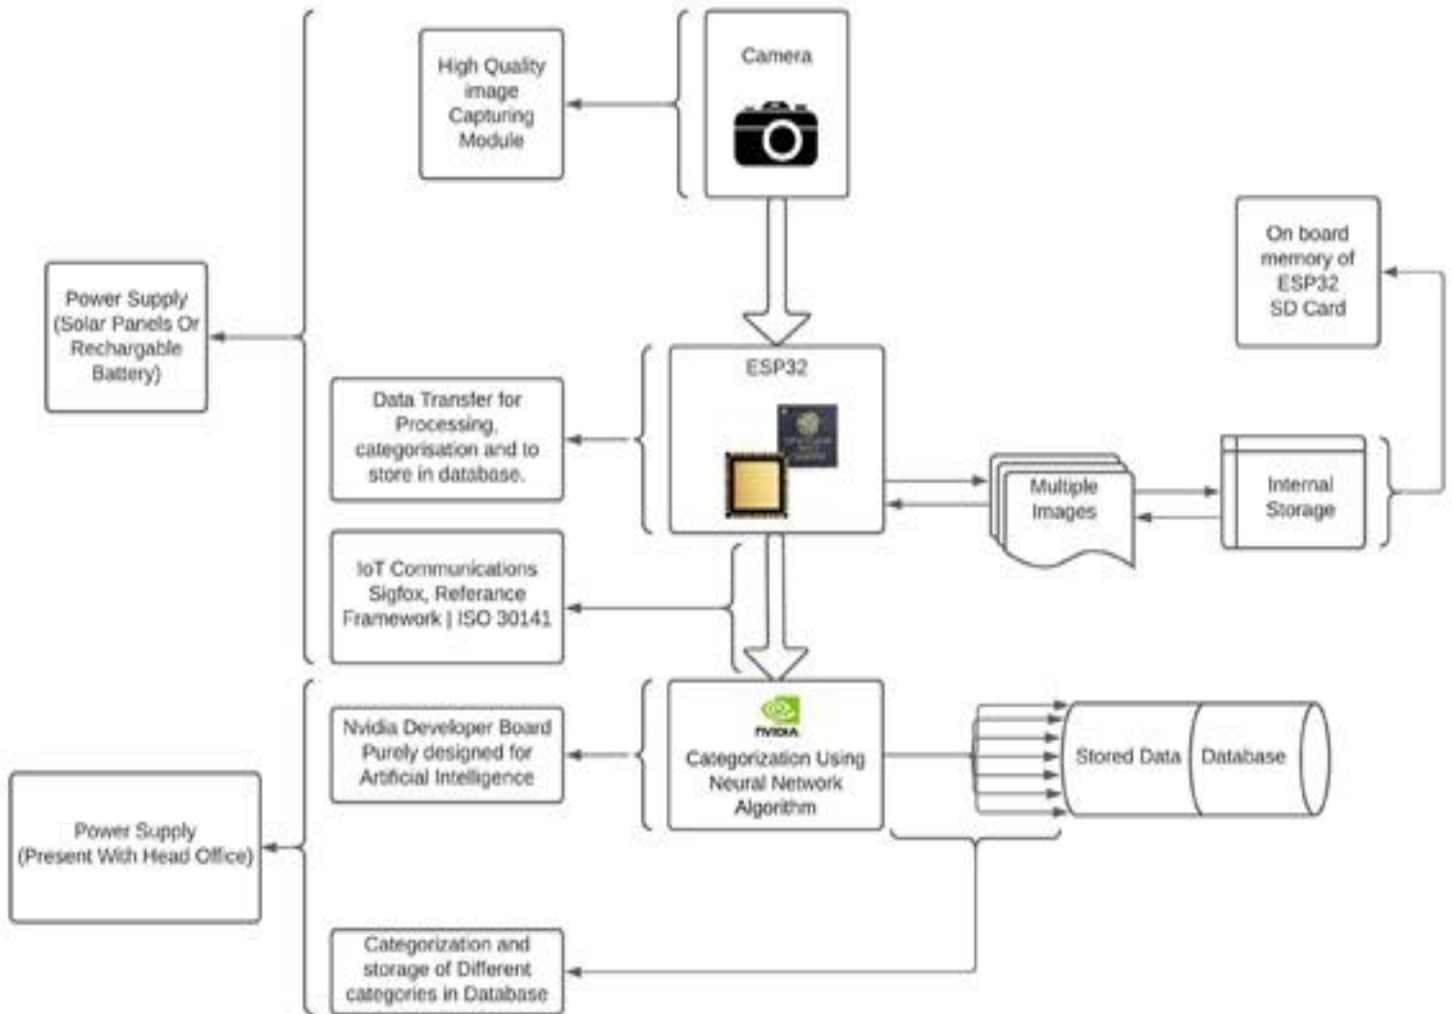 Camera
High Quality
image
Capturing
Module
On board
memory of
ESP32
SD Card
Power Supply
(Solar Panels Or
Rechargable
Battery)
ESP32
Data Transfer for
Processing,
categorisation and to
store in database.
Multiple
Images
Internal
Storage
IoT Communications
Sigfox, Referance
Framework | ISO 30141
NVIDIA
Categorization Using
Neural Network
Algorithm
Nvidia Developer Board
Purely designed for
Artificial Intelligence
Stored Data
Database
Power Supply
(Present With Head Office)
Categorization and
storage of Different
categories in Database